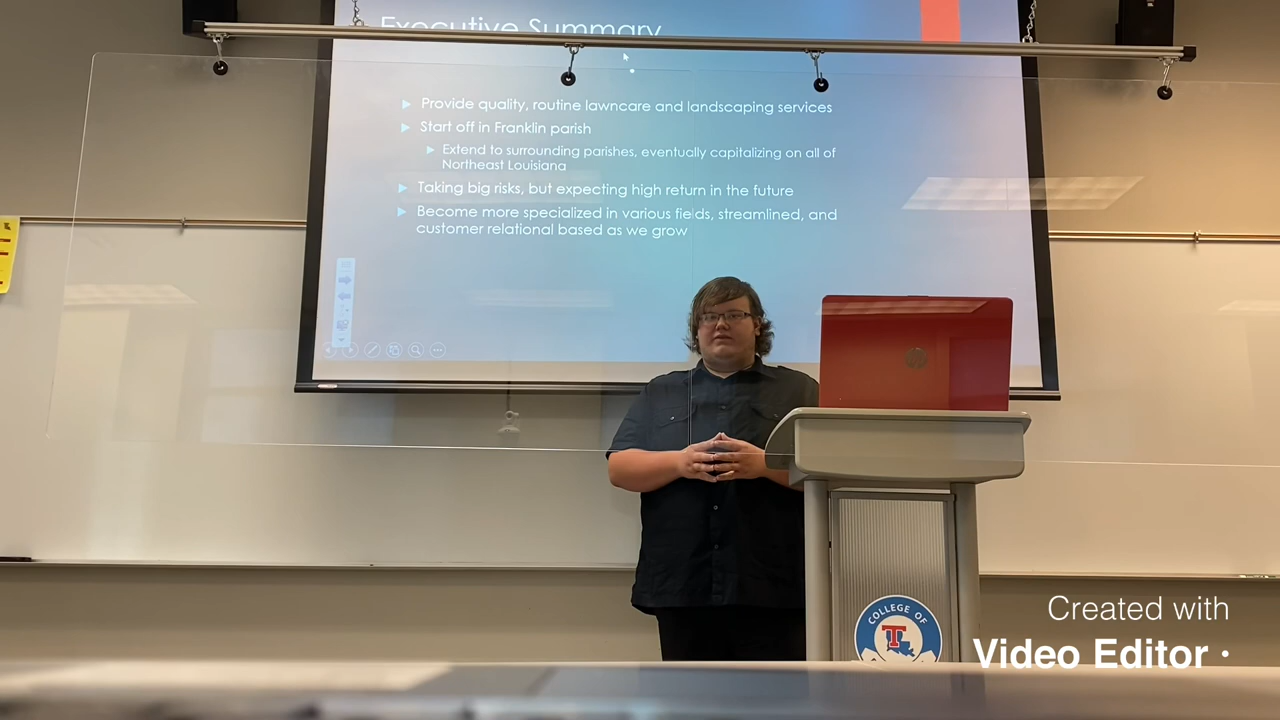 Executive Summary
Provide quality, routine lawncare and landscaping services
Start off in Franklin parish
Extend to surrounding parishes, eventually capitalizing on all of
Northeast Louisiana
Taking big risks, but expecting high return in the future
Become more specialized in various fields, streamlined, and
customer relational based as we grow
hp
COLLEGE OF
T
Created with
Video Editor